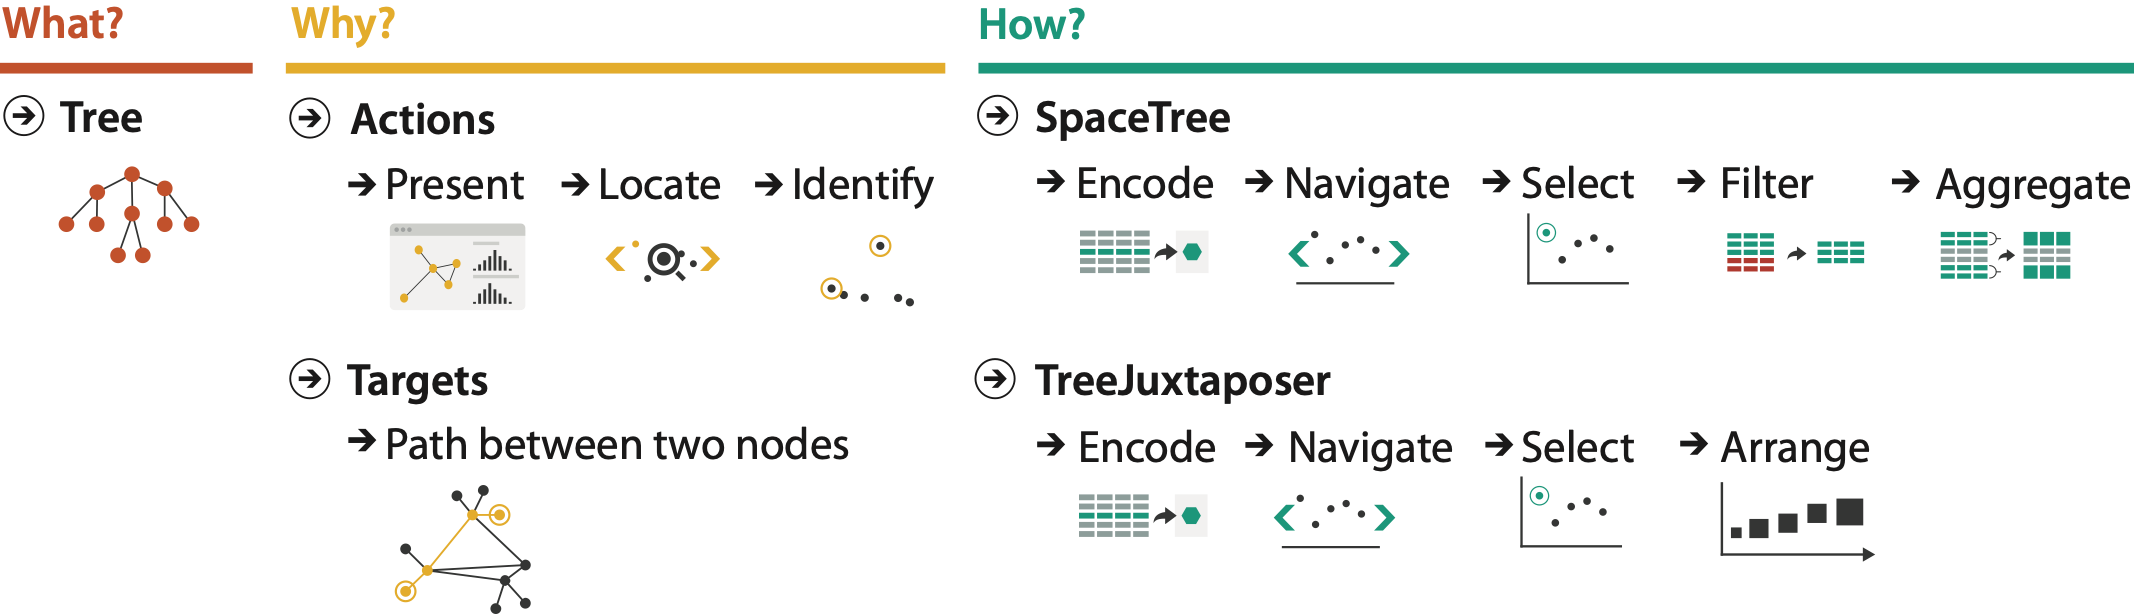 What?
Why?
How?
Tree
Actions
Present
Locate
Identify
Targets
Path between two nodes
SpaceTree
Encode
Navigate
Select
Filter
Aggregate
TreeJuxtaposer
Encode
Navigate
Select
Arrange